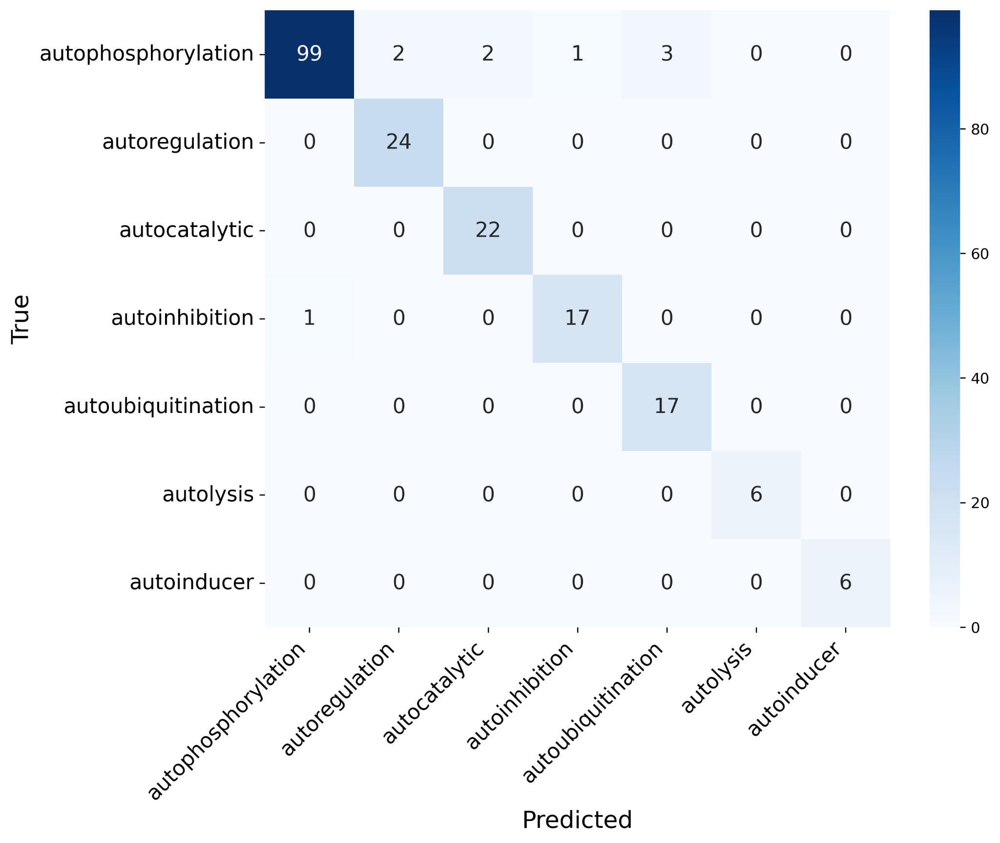 autophosphorylation 99 2 2 1 3 0 0
autoregulation 0 24 0 0 0 0 0
autocatalytic 0 0 22 0 0 0 0
autoinhibition 1 0 0 17 0 0 0
autoubiquitination 0 0 0 0 17 0 0
autolysis 0 0 0 0 0 6 0
autoinducer 0 0 0 0 0 0 6
True
autophosphorylation
autoregulation
autocatalytic
autoinhibition
autoubiquitination
autolysis
autoinducer
Predicted
80
60
40
20
0